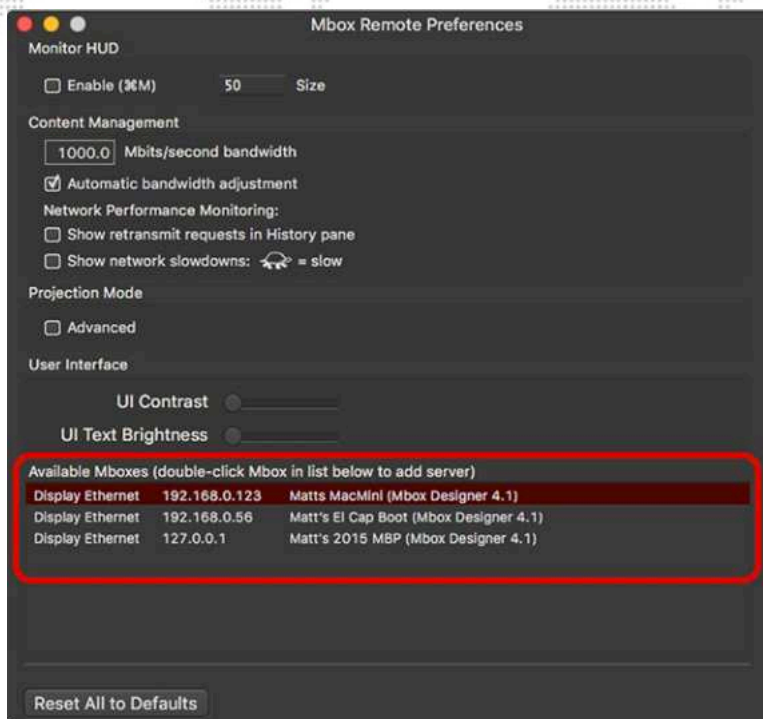 Mbox Remote Preferences
Monitor HUD
Enable (⌘M) 50 Size
Content Management
1000.0 Mbits/second bandwidth
Automatic bandwidth adjustment
Network Performance Monitoring:
Show retransmit requests in History pane
Show network slowdowns: = slow
Projection Mode
Advanced
User Interface
UI Contrast
UI Text Brightness
Available Mboxes (double-click Mbox in list below to add server)
Display Ethernet 192.168.0.123 Matts MacMini (Mbox Designer 4.1)
Display Ethernet 192.168.0.56 Matt's El Cap Boot (Mbox Designer 4.1)
Display Ethernet 127.0.0.1 Matt's 2015 MBP (Mbox Designer 4.1)
Reset All to Defaults